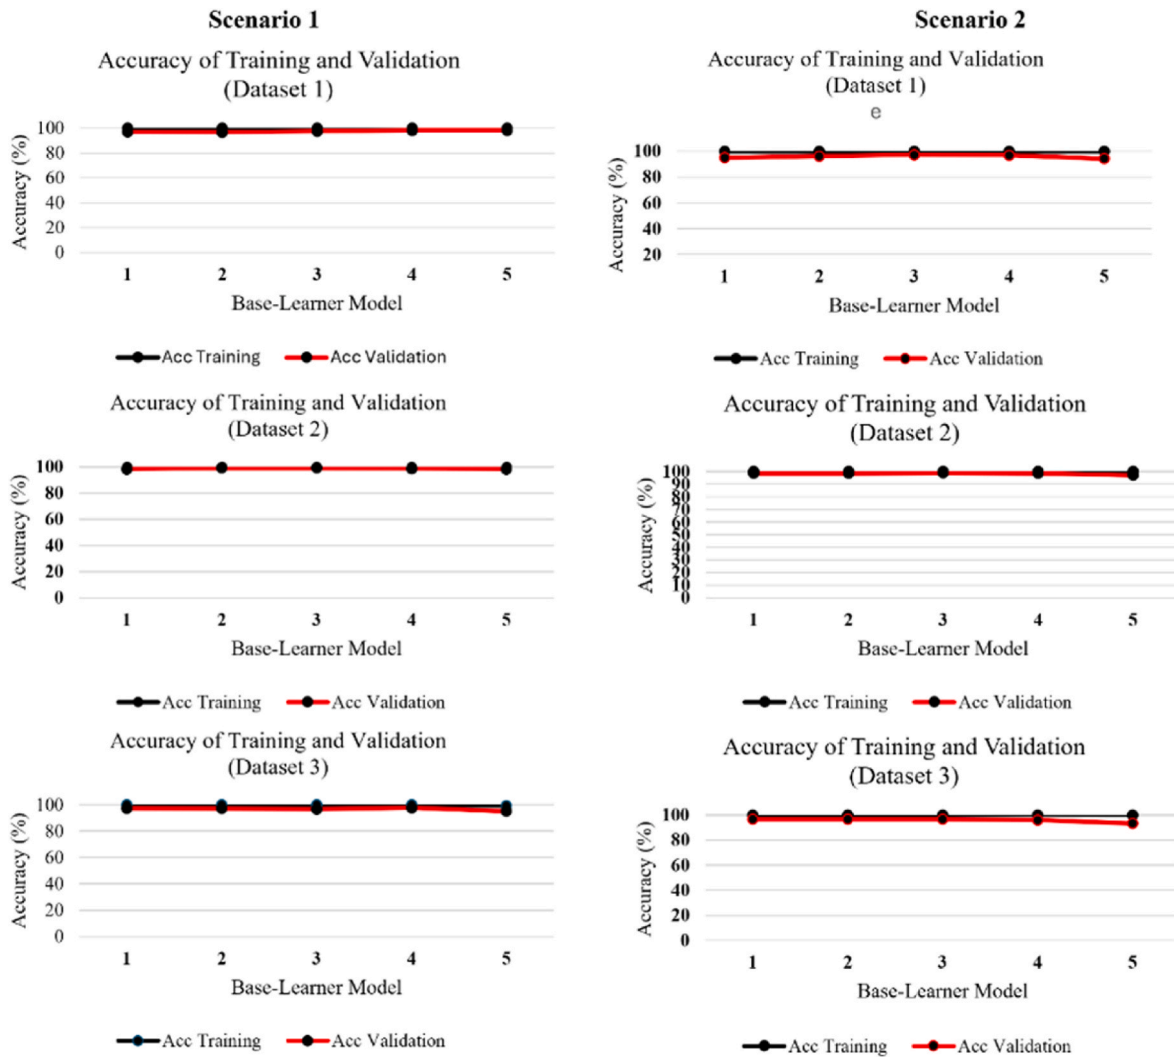 Scenario 1
Accuracy of Training and Validation
(Dataset 1)
Accuracy (%)
100
80
60
40
20
0
1 2 3 4 5
Base-Learner Model
Acc Training Acc Validation
Accuracy of Training and Validation
(Dataset 2)
Accuracy (%)
100
80
60
40
20
0
1 2 3 4 5
Base-Learner Model
Acc Training Acc Validation
Accuracy of Training and Validation
(Dataset 3)
Accuracy (%)
100
80
60
40
20
0
1 2 3 4 5
Base-Learner Model
Acc Training Acc Validation
Scenario 2
Accuracy of Training and Validation
(Dataset 1)
e
Accuracy (%)
100
80
60
40
20
1 2 3 4 5
Base-Learner Model
Acc Training Acc Validation
Accuracy of Training and Validation
(Dataset 2)
Accuracy (%)
100
90
80
70
60
50
40
30
20
10
0
1 2 3 4 5
Base-Learner Model
Acc Training Acc Validation
Accuracy of Training and Validation
(Dataset 3)
Accuracy (%)
100
80
60
40
20
0
1 2 3 4 5
Base-Learner Model
Acc Training Acc Validation